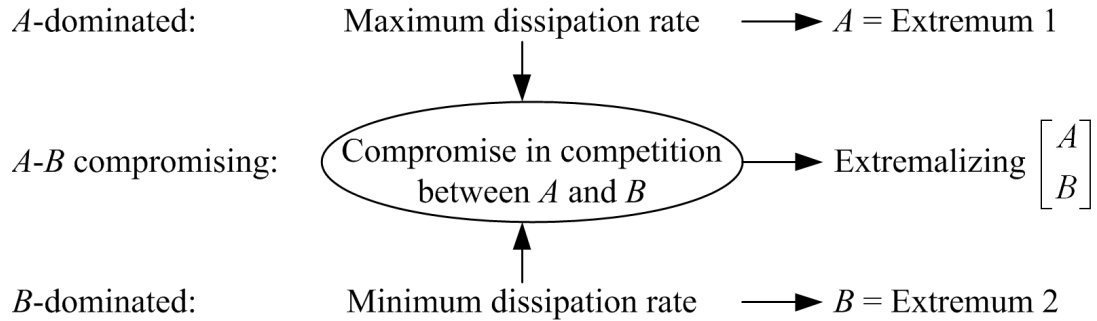 A-dominated: Maximum dissipation rate A = Extremum 1
A-B compromising: Compromise in competition between A and B Extremalizing [A B]
B-dominated: Minimum dissipation rate B = Extremum 2